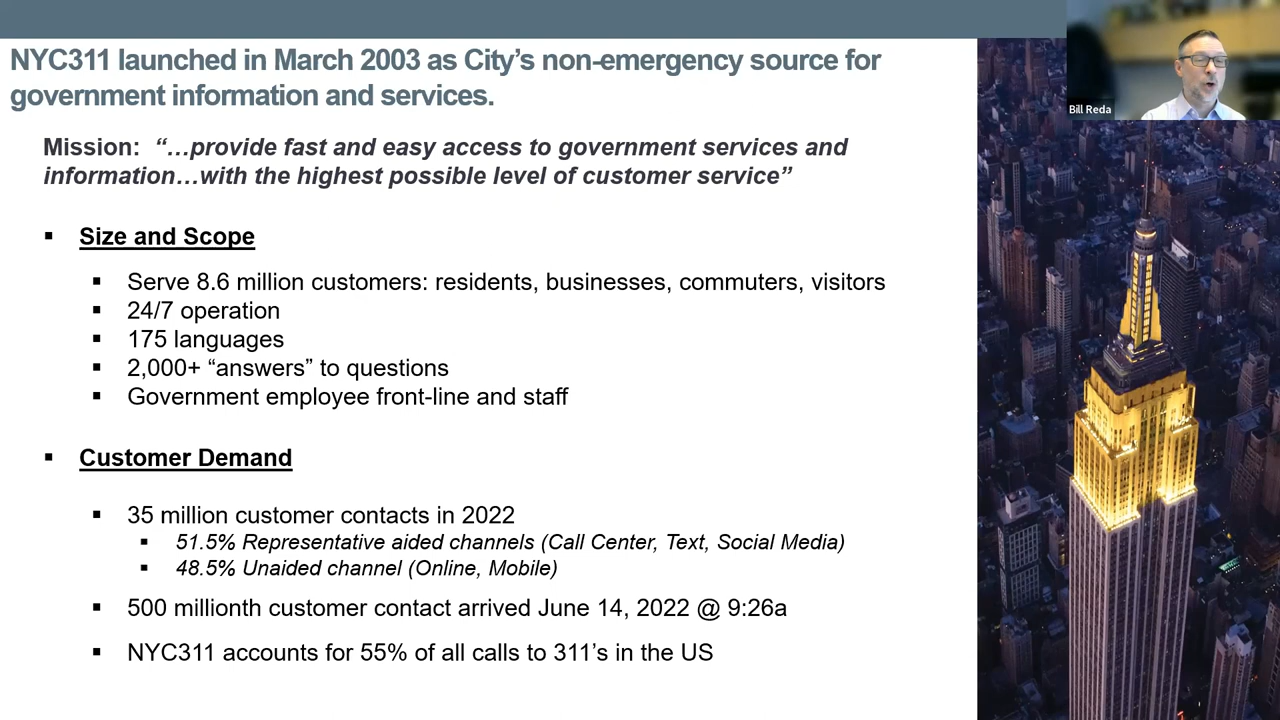 NYC311 launched in March 2003 as City’s non-emergency source for
government information and services.
Bill Reda
Mission: “…provide fast and easy access to government services and
information…with the highest possible level of customer service”
▪ Size and Scope
▪ Serve 8.6 million customers: residents, businesses, commuters, visitors
▪ 24/7 operation
▪ 175 languages
▪ 2,000+ “answers” to questions
▪ Government employee front-line and staff
▪ Customer Demand
▪ 35 million customer contacts in 2022
▪ 51.5% Representative aided channels (Call Center, Text, Social Media)
▪ 48.5% Unaided channel (Online, Mobile)
▪ 500 millionth customer contact arrived June 14, 2022 @ 9:26a
▪ NYC311 accounts for 55% of all calls to 311’s in the US